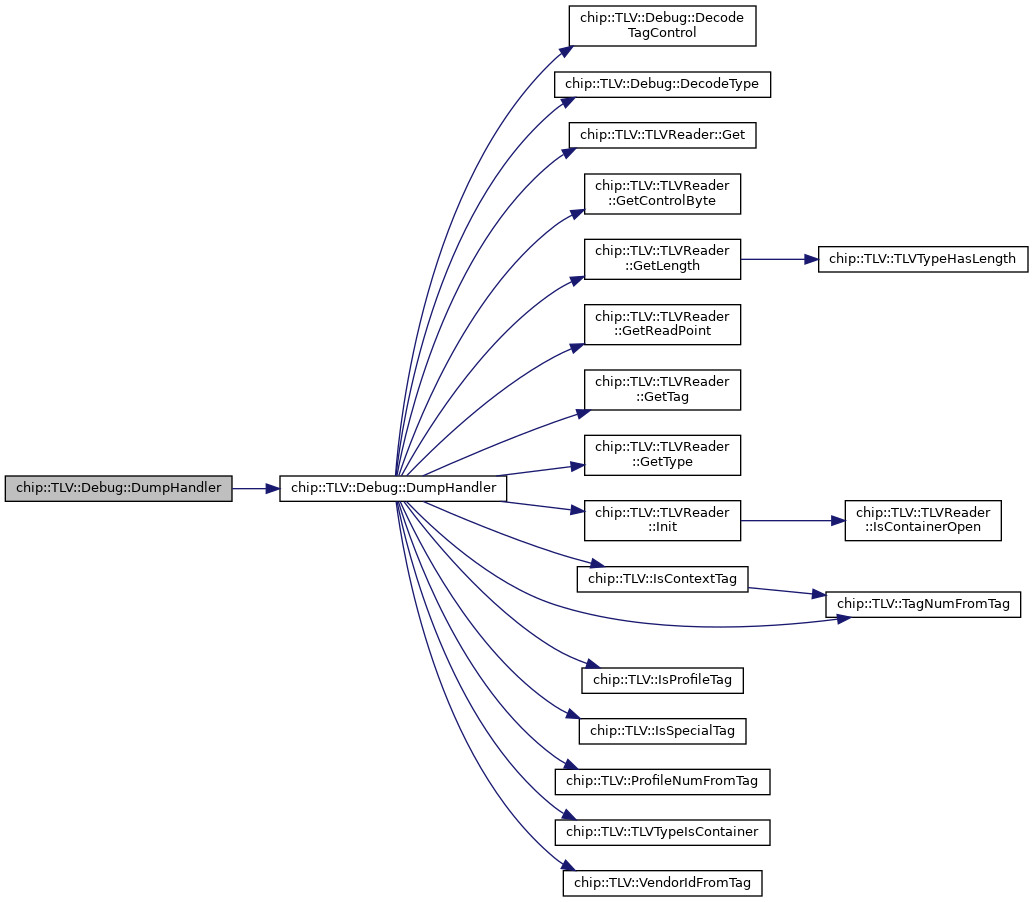 chip::TLV::Debug::Decode
TagControl
chip::TLV::Debug::DecodeType
chip::TLV::TLVReader::Get
chip::TLV::TLVReader
::GetControlByte
chip::TLV::TLVReader
::GetLength
chip::TLV::TLVTypeHasLength
chip::TLV::TLVReader
::GetReadPoint
chip::TLV::TLVReader
::GetTag
chip::TLV::TLVReader
::GetType
chip::TLV::Debug::DumpHandler
chip::TLV::Debug::DumpHandler
chip::TLV::TLVReader
::Init
chip::TLV::TLVReader
::IsContainerOpen
chip::TLV::IsContextTag
chip::TLV::TagNumFromTag
chip::TLV::IsProfileTag
chip::TLV::IsSpecialTag
chip::TLV::ProfileNumFromTag
chip::TLV::TLVTypeIsContainer
chip::TLV::VendorIdFromTag